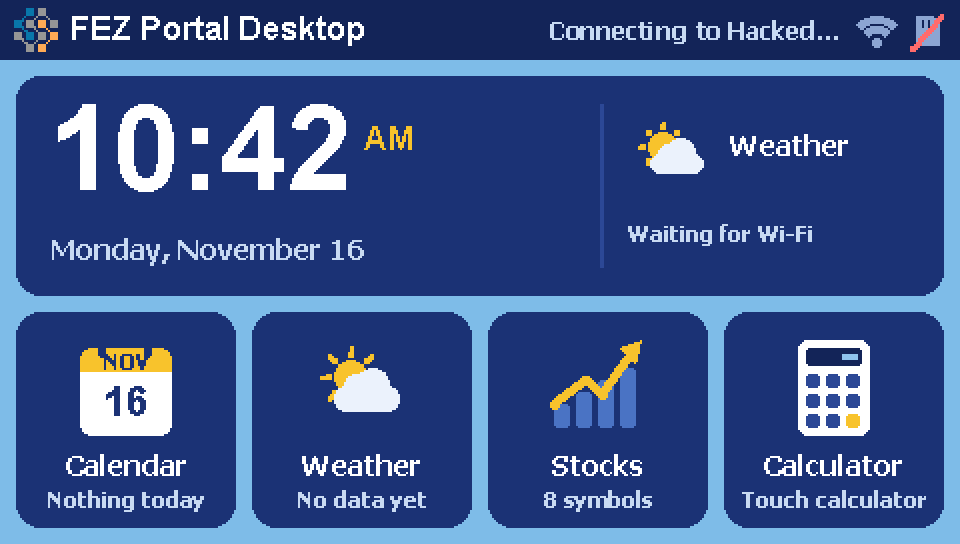 FEZ Portal Desktop
Connecting to Hacked...
10:42 AM
Monday, November 16
Weather
Waiting for Wi-Fi
NOV
16
Calendar
Nothing today
Weather
No data yet
Stocks
8 symbols
Calculator
Touch calculator